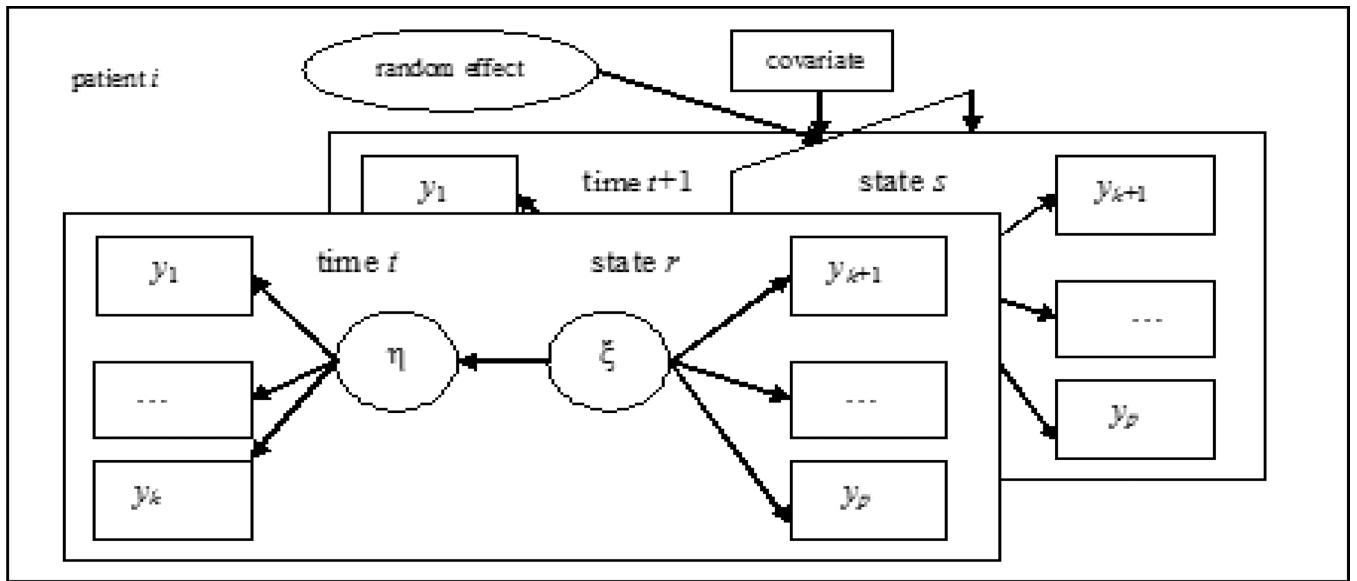 patient i
random effect
covariate
time t+1
state s
y1
yk+1
...
yp
time t
state r
y1
...
yk
η
ξ
yk+1
...
yp